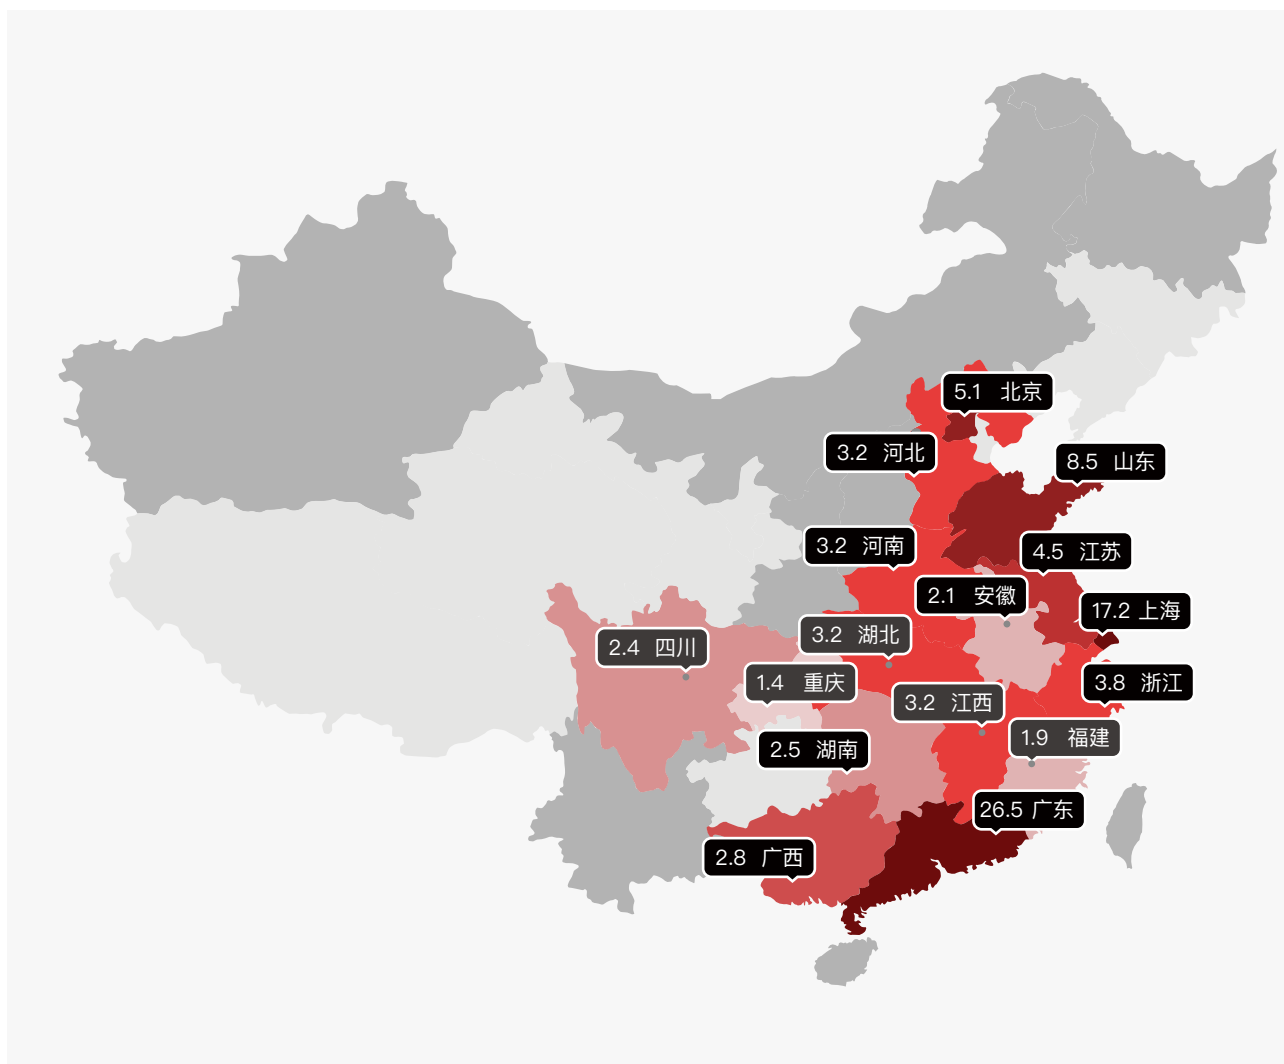 5.1 北京
3.2 河北
8.5 山东
3.2 河南
4.5 江苏
2.1 安徽
17.2 上海
3.2 湖北
2.4 四川
1.4 重庆
3.8 浙江
3.2 江西
1.9 福建
2.5 湖南
26.5 广东
2.8 广西